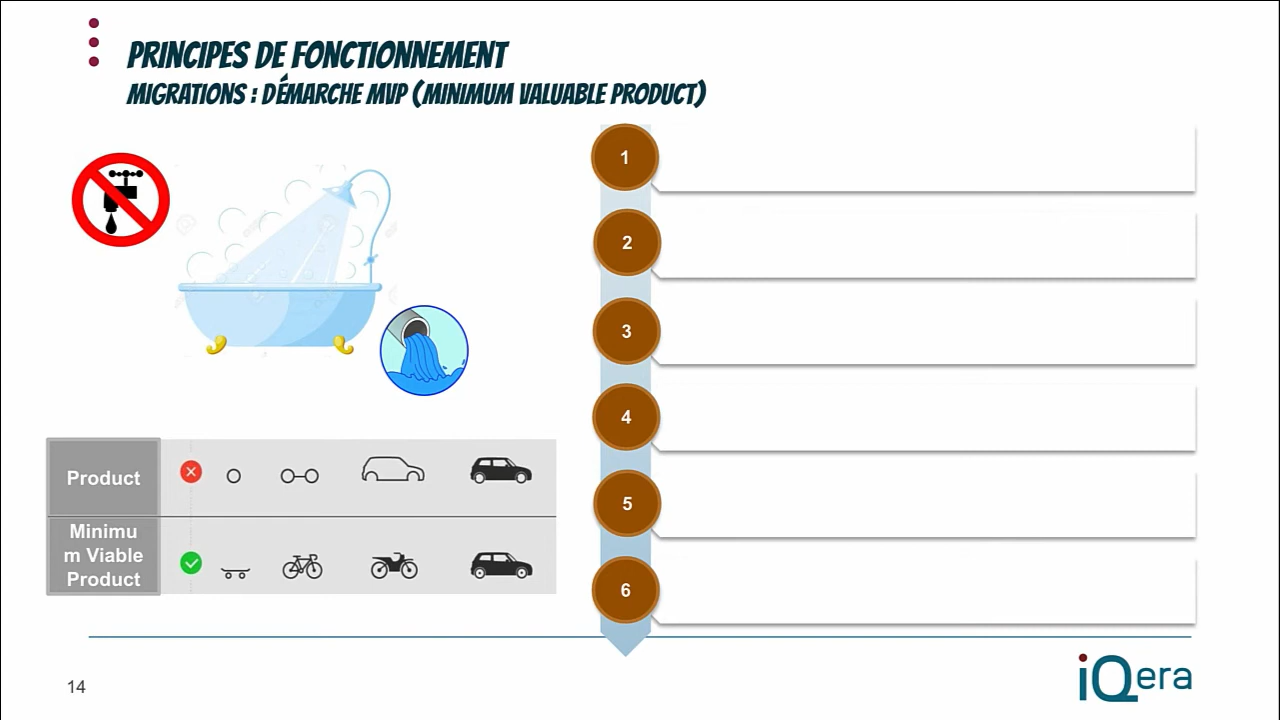 PRINCIPES DE FONCTIONNEMENT
MIGRATIONS : DÉMARCHE MVP (MINIMUM VALUABLE PRODUCT)
1
2
3
4
5
6
Product
Minimu
m Viable
Product
14
iQera